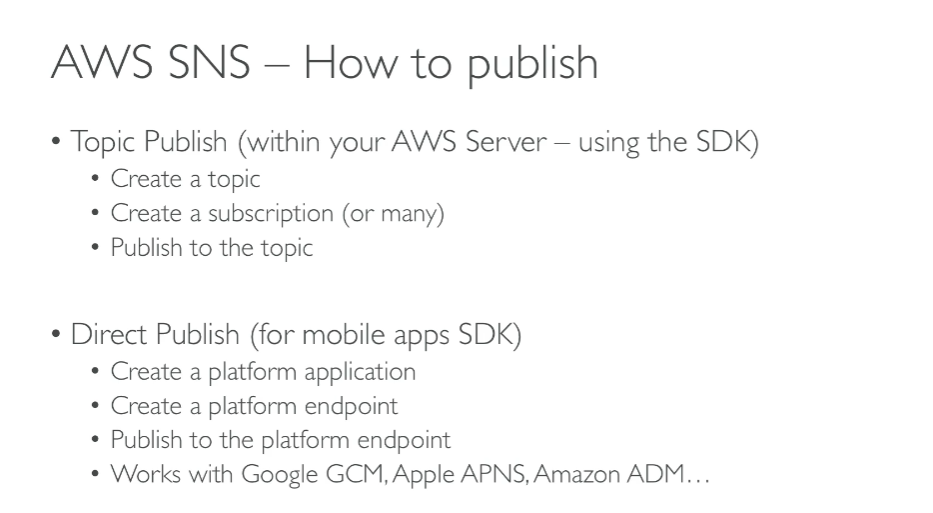 AWS SNS – How to publish
• Topic Publish (within your AWS Server – using the SDK)
• Create a topic
• Create a subscription (or many)
• Publish to the topic
• Direct Publish (for mobile apps SDK)
• Create a platform application
• Create a platform endpoint
• Publish to the platform endpoint
• Works with Google GCM, Apple APNS, Amazon ADM…